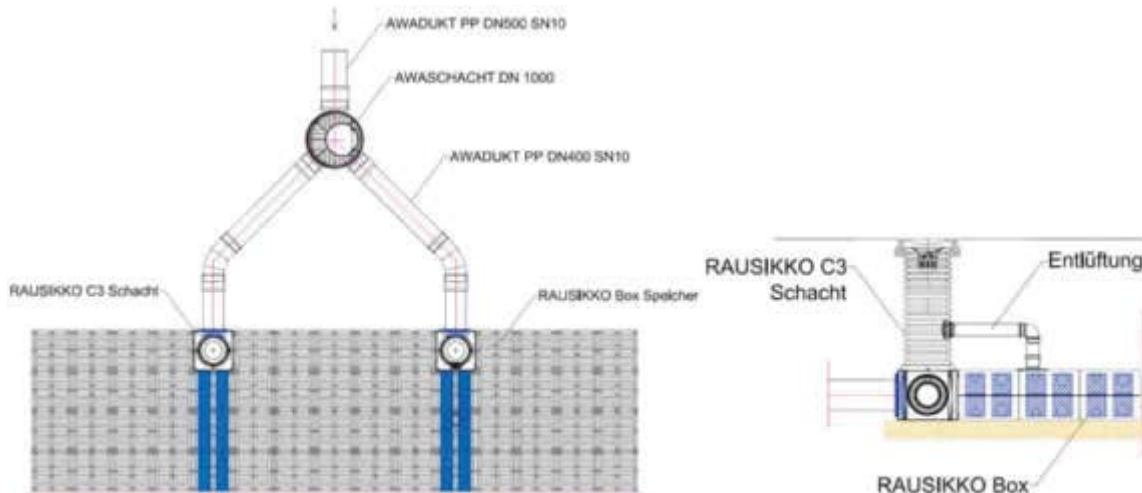 AWADUKT PP DN500 SN10
AWASCHACHT DN 1000
AWADUKT PP DN400 SN10
RAUSIKKO C3 Schacht
RAUSIKKO Box Speicher
RAUSIKKO C3
Schacht
Entlüftung
RAUSIKKO Box